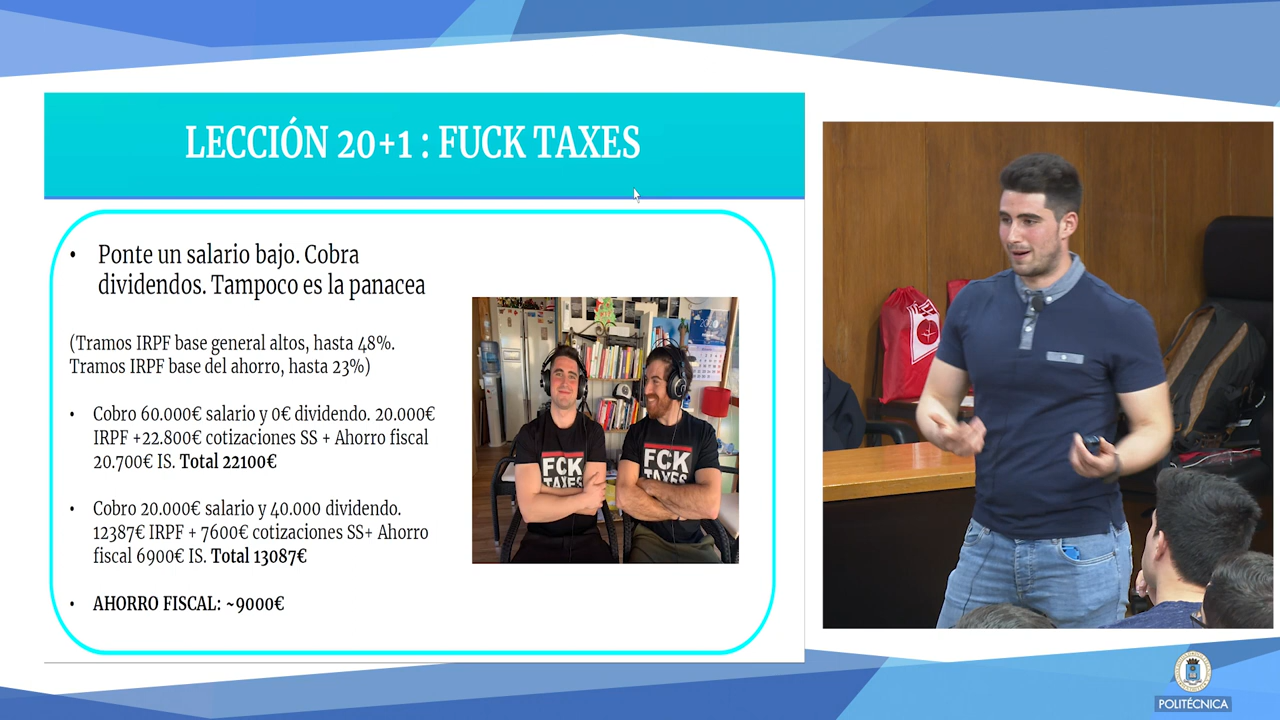 LECCIÓN 20+1 : FUCK TAXES
• Ponte un salario bajo. Cobra
dividendos. Tampoco es la panacea
(Tramos IRPF base general altos, hasta 48%.
Tramos IRPF base del ahorro, hasta 23%)
• Cobro 60.000€ salario y 0€ dividendo. 20.000€
IRPF +22.800€ cotizaciones SS + Ahorro fiscal
20.700€ IS. Total 22100€
• Cobro 20.000€ salario y 40.000 dividendo.
12387€ IRPF + 7600€ cotizaciones SS+ Ahorro
fiscal 6900€ IS. Total 13087€
• AHORRO FISCAL: ~9000€
FCK
TAXES
FCK
TAXES
POLITÉCNICA